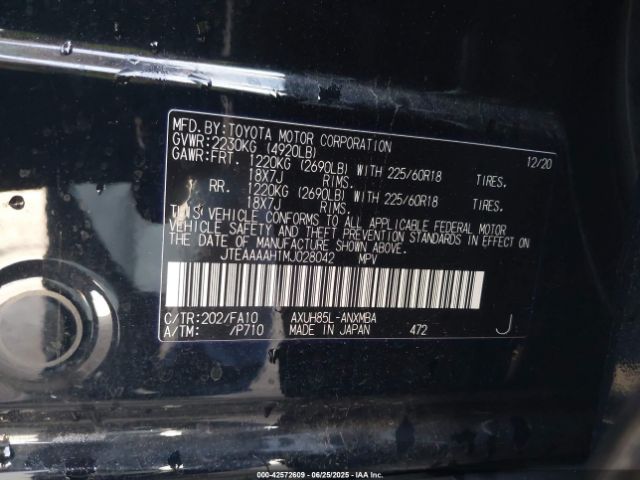 MFD.BY:TOYOTA MOTOR CORPORATION
12/20
GVWR:2230KG (4920LB)
GAWR:FRT. 1220KG (2690LB) WITH 225/60R18 TIRES.
18X7J RIMS.
RR. 1220KG (2690LB) WITH 225/60R18 TIRES.
18X7J RIMS.
THIS VEHICLE CONFORMS TO ALL APPLICABLE FEDERAL MOTOR
VEHICLE SAFETY AND THEFT PREVENTION STANDARDS IN EFFECT ON
THE DATE OF MANUFACTURE SHOWN ABOVE.
JTEAAAAH1MJ028042 MPV
C/TR:202/FA10 AXUH85L-ANXMBA
A/TM: /P710 MADE IN JAPAN 472 J
000-42572609 - 06/25/2025 - IAAI.COM